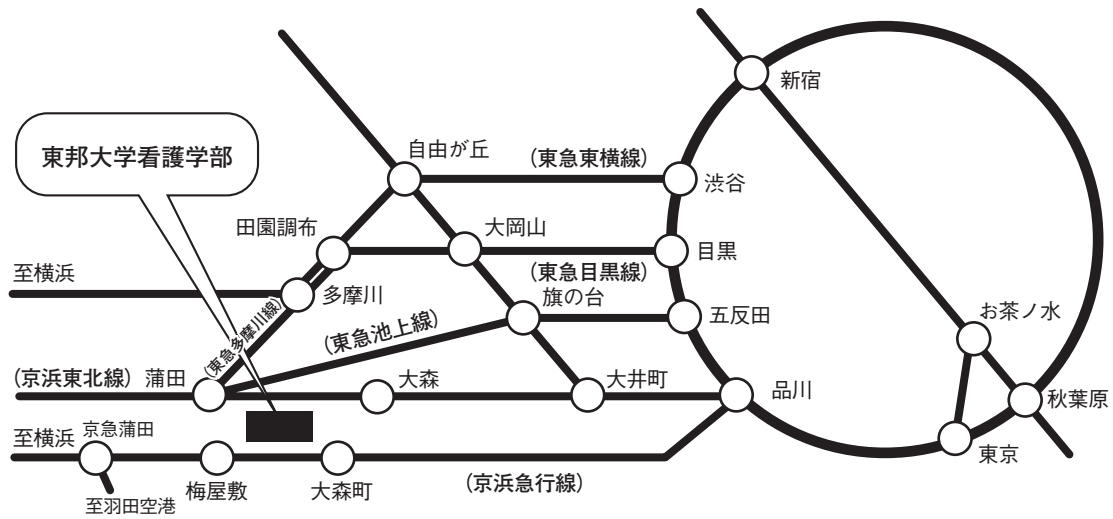 新宿
東邦大学看護学部
自由が丘
(東急東横線)
渋谷
田園調布
大岡山
目黒
至横浜
多摩川
(東急目黒線)
旗の台
五反田
お茶ノ水
(東急多摩川線)
(東急池上線)
(京浜東北線)
蒲田
大森
大井町
品川
秋葉原
至横浜
京急蒲田
東京
梅屋敷
大森町
(京浜急行線)
至羽田空港